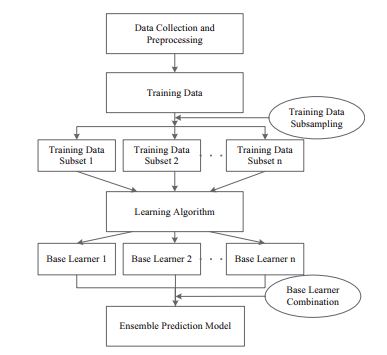 Data Collection and
Preprocessing
Training Data
Training Data
Subsampling
Training Data
Subset 1
Training Data
Subset 2
. . .
Training Data
Subset n
Learning Algorithm
Base Learner 1
Base Learner 2
. . .
Base Learner n
Base Learner
Combination
Ensemble Prediction Model